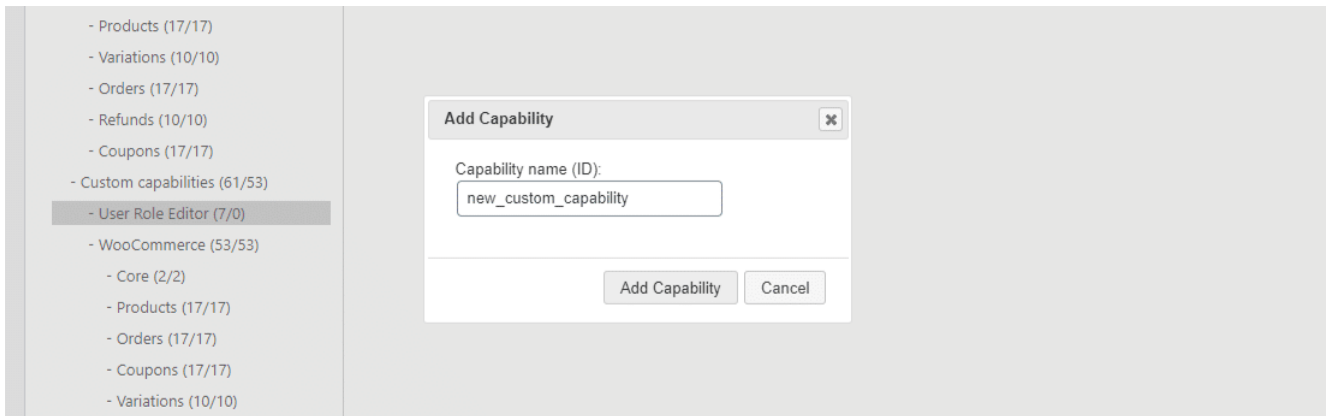 - Products (17/17)
- Variations (10/10)
- Orders (17/17)
- Refunds (10/10)
- Coupons (17/17)
- Custom capabilities (61/53)
- User Role Editor (7/0)
- WooCommerce (53/53)
- Core (2/2)
- Products (17/17)
- Orders (17/17)
- Coupons (17/17)
- Variations (10/10)
Add Capability
Capability name (ID):
new_custom_capability
Add Capability Cancel